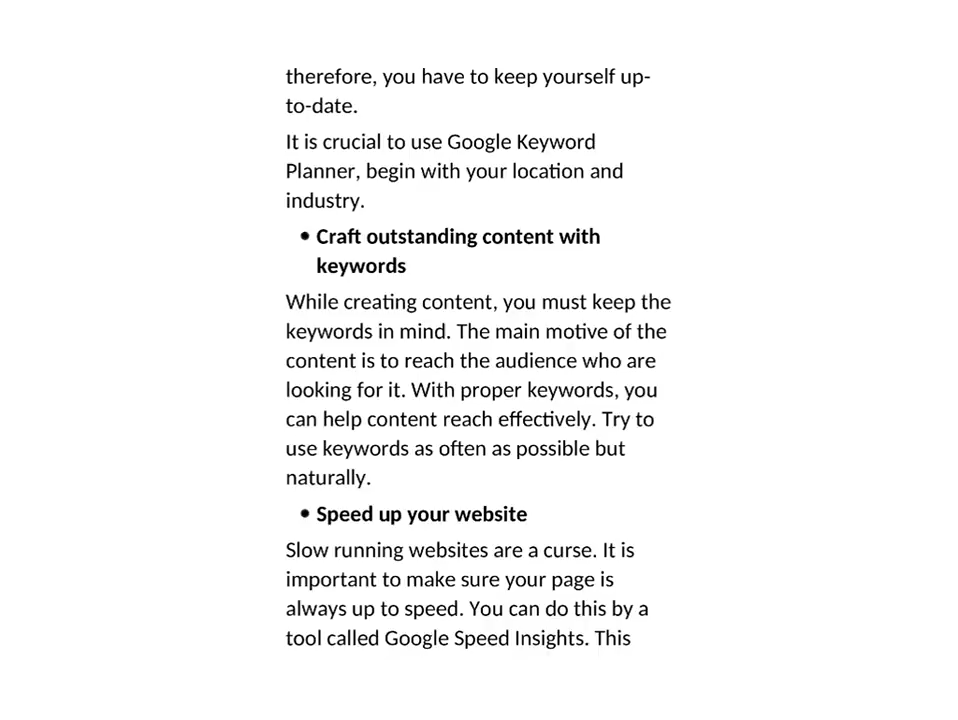 therefore, you have to keep yourself up-
to-date.
It is crucial to use Google Keyword
Planner, begin with your location and
industry.
• Craft outstanding content with
keywords
While creating content, you must keep the
keywords in mind. The main motive of the
content is to reach the audience who are
looking for it. With proper keywords, you
can help content reach effectively. Try to
use keywords as often as possible but
naturally.
• Speed up your website
Slow running websites are a curse. It is
important to make sure your page is
always up to speed. You can do this by a
tool called Google Speed Insights. This